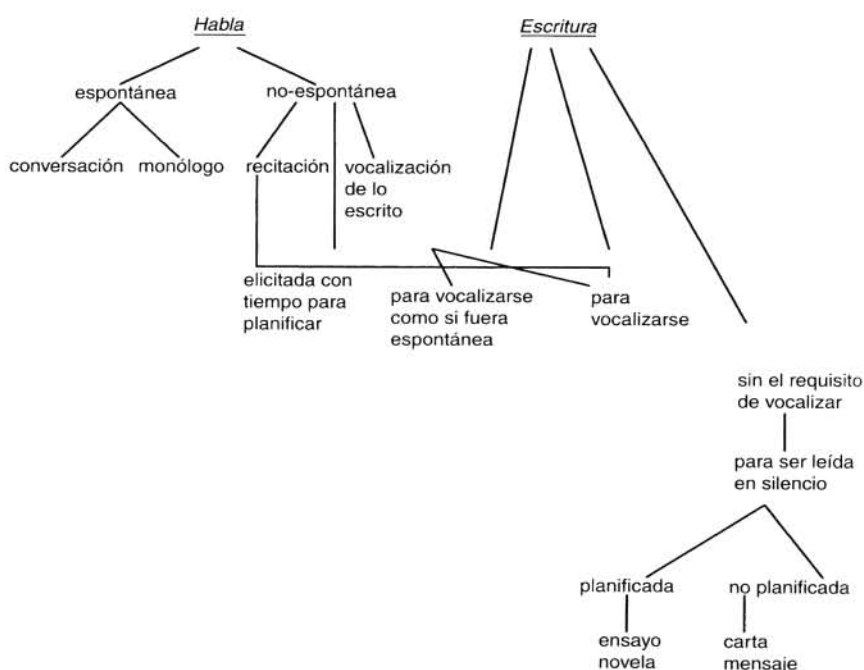 Habla
Escritura
espontánea
no-espontánea
conversación
monólogo
recitación
vocalización
de lo
escrito
elicitada con
tiempo para
planificar
para vocalizarse
como si fuera
espontánea
para
vocalizarse
sin el requisito
de vocalizar
para ser leída
en silencio
planificada
no planificada
ensayo
novela
carta
mensaje